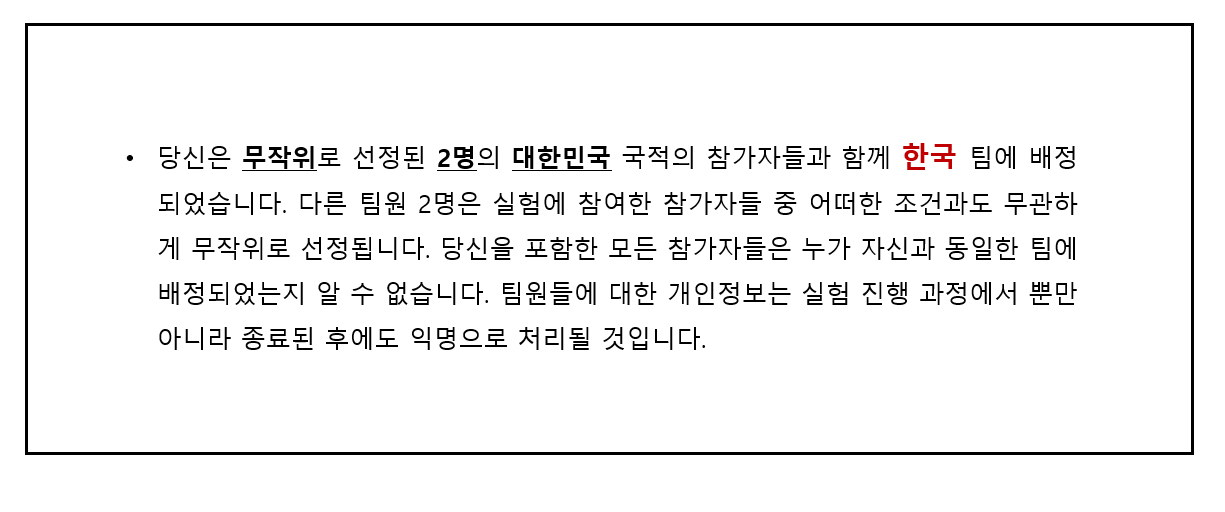 • 당신은 무작위로 선정된 2명의 대한민국 국적의 참가자들과 함께 한국 팀에 배정
되었습니다. 다른 팀원 2명은 실험에 참여한 참가자들 중 어떠한 조건과도 무관하
게 무작위로 선정됩니다. 당신을 포함한 모든 참가자들은 누가 자신과 동일한 팀에
배정되었는지 알 수 없습니다. 팀원들에 대한 개인정보는 실험 진행 과정에서 뿐만
아니라 종료된 후에도 익명으로 처리될 것입니다.